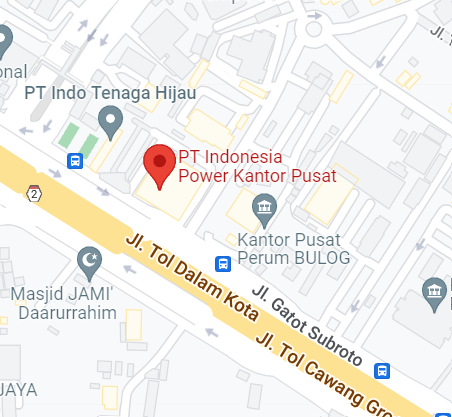 Jl.
onal
PT Indo Tenaga Hijau
PT Indonesia
Power Kantor Pusat
2
Kantor Pusat
Perum BULOG
Jl. Tol Dalam Kota
Masjid JAMI'
Daarurrahim
Jl. Gatot Subroto
Jl. Tol Cawang Gro
JAYA